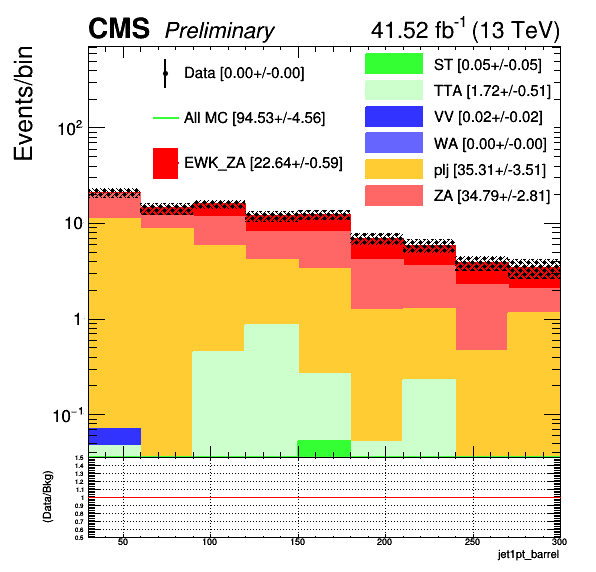 CMS Preliminary 41.52 fb⁻¹ (13 TeV)
Events/bin
Data [0.00+/-0.00]
All MC [94.53+/-4.56]
EWK_ZA [22.64+/-0.59]
ST [0.05+/-0.05]
TTA [1.72+/-0.51]
VV [0.02+/-0.02]
WA [0.00+/-0.00]
plj [35.31+/-3.51]
ZA [34.79+/-2.81]
10²
10
1
10⁻¹
(Data/Bkg)
1.5
1.4
1.3
1.2
1.1
1
0.9
0.8
0.7
0.6
0.5
50 100 150 200 250 300
jet1pt_barrel